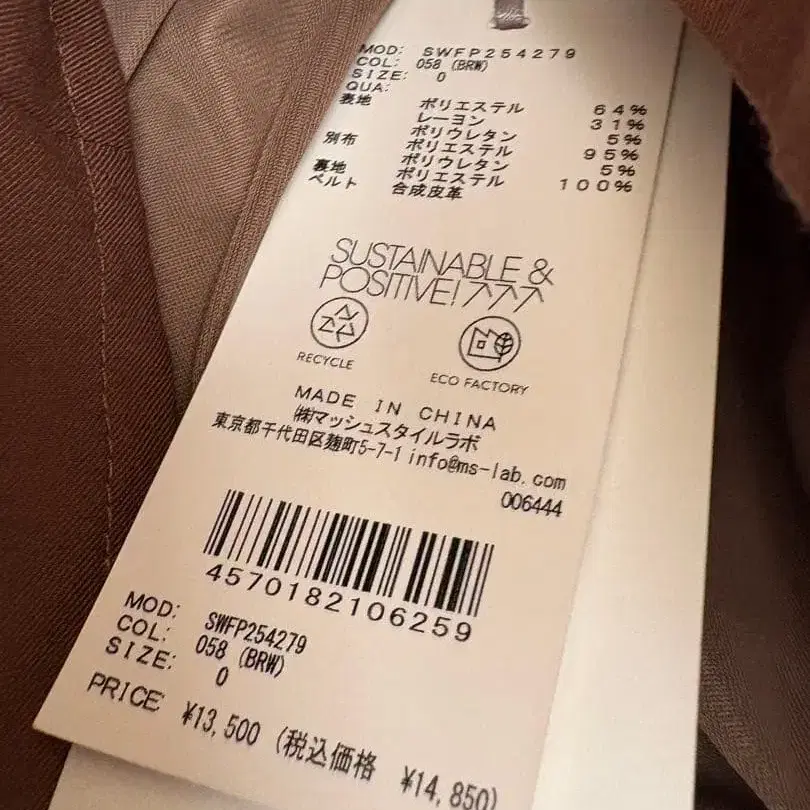 MOD: SWFP254279
COL: 058 (BRW)
SIZE: 0
QUA:
表地 ポリエステル 64%
レーヨン 31%
ポリウレタン 5%
別布 ポリエステル 95%
ポリウレタン 5%
裏地 ポリエステル 100%
ベルト 合成皮革
SUSTAINABLE &
POSITIVE!↗↗↗
RECYCLE
ECO FACTORY
MADE IN CHINA
㈱マッシュスタイルラボ
東京都千代田区麹町5-7-1 info@ms-lab.com
006444
4570182106259
MOD: SWFP254279
COL: 058 (BRW)
SIZE: 0
PRICE ¥13,500 (税込価格 ¥14,850)